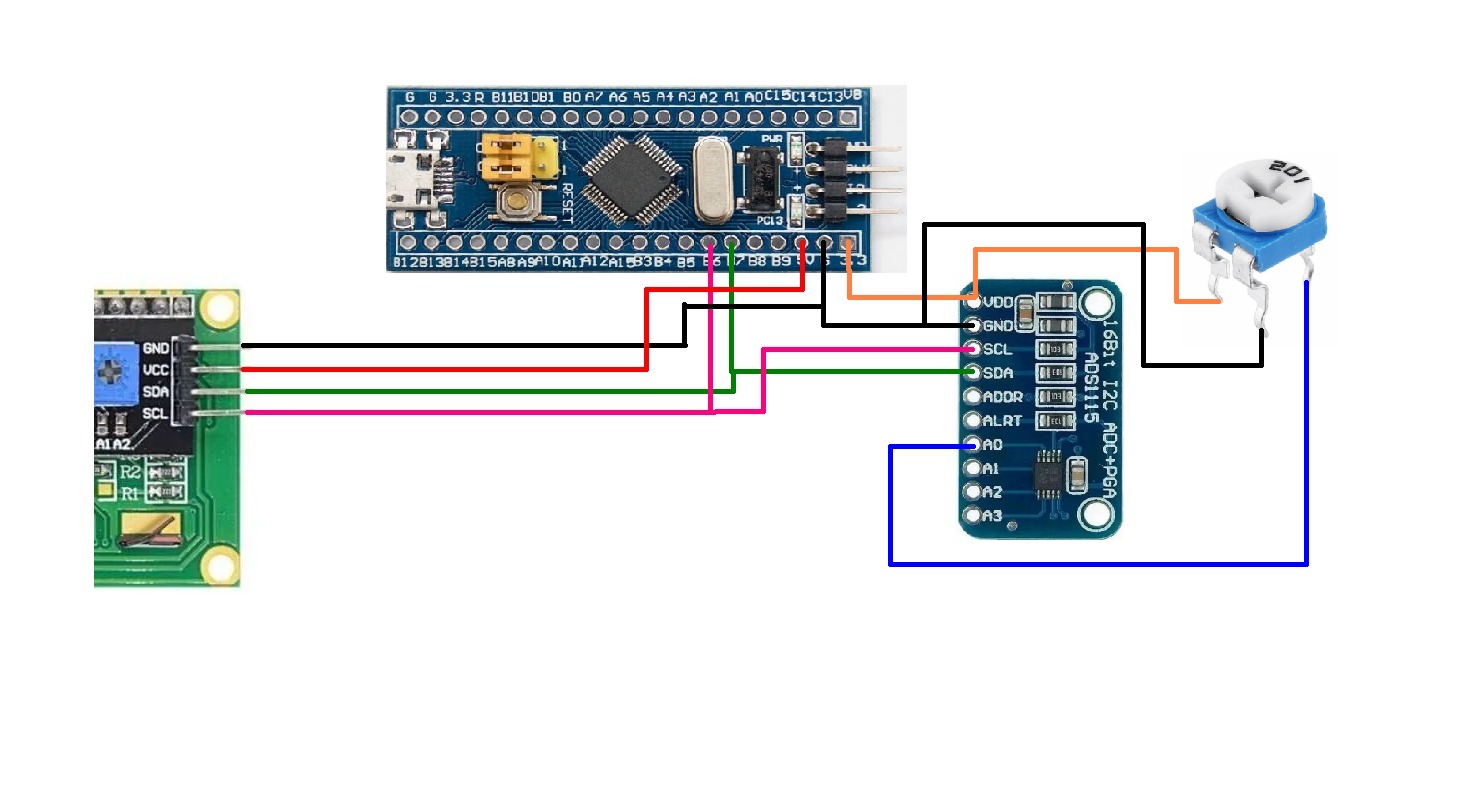 G G 3.3 R B11 B10 B1 B0 A7 A6 A5 A4 A3 A2 A1 A0 C15 C14 C13 VB
PWR
RESET
PC13
B12 B13 B14 B15 A8 A9 A10 A11 A12 A15 B3 B4 B5 B6 B7 B8 B9 5V G 3.3
201
GND
VCC
SDA
SCL
A1 A2
R2
R1
VDD
GND
SCL
SDA
ADDR
ALRT
A0
A1
A2
A3
16Bit I2C ADC+PGA
ADS1115